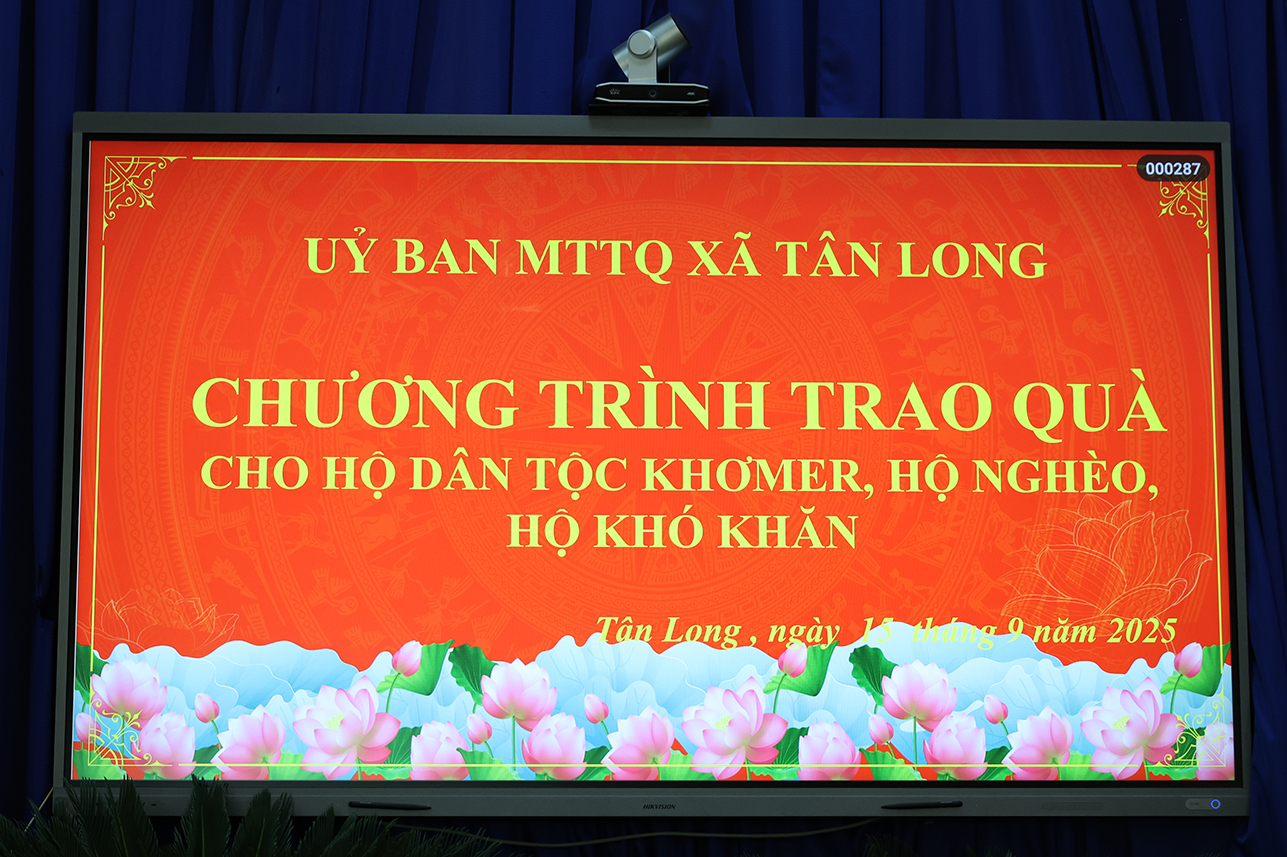 000287
UỶ BAN MTTQ XÃ TÂN LONG
CHƯƠNG TRÌNH TRAO QUÀ
CHO HỘ DÂN TỘC KHƠMER, HỘ NGHÈO,
HỘ KHÓ KHĂN
Tân Long , ngày 15 tháng 9 năm 2025
HIKVISION